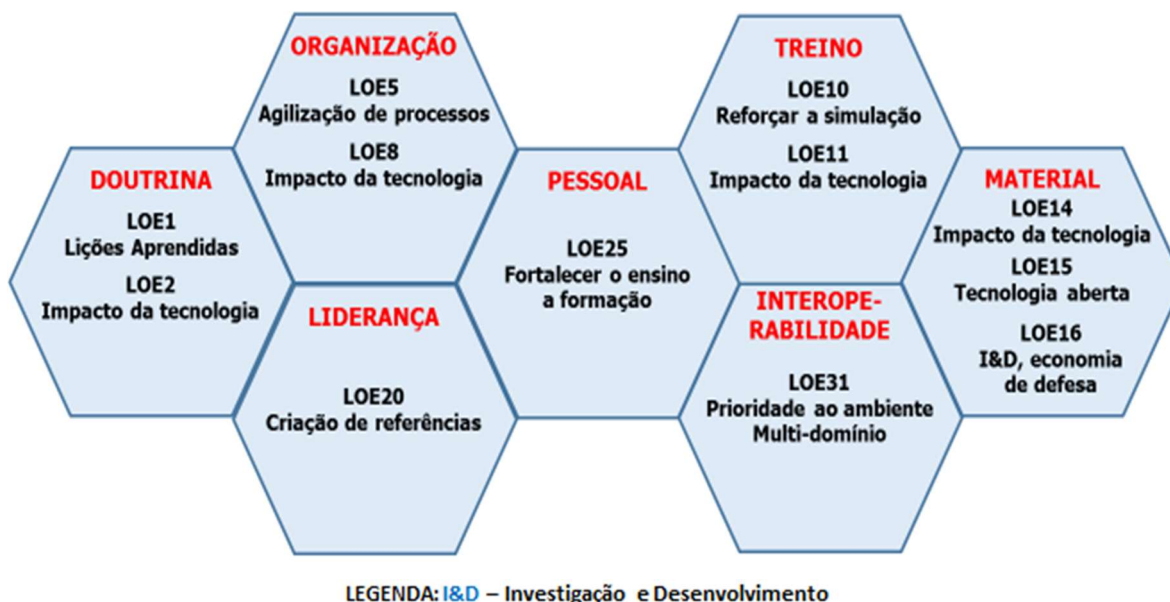 ORGANIZAÇÃO
LOE5
Agilização de processos
LOE8
Impacto da tecnologia
TREINO
LOE10
Reforçar a simulação
LOE11
Impacto da tecnologia
DOUTRINA
LOE1
Lições Aprendidas
LOE2
Impacto da tecnologia
PESSOAL
LOE25
Fortalecer o ensino
a formação
MATERIAL
LOE14
Impacto da tecnologia
LOE15
Tecnologia aberta
LOE16
I&D, economia
de defesa
LIDERANÇA
LOE20
Criação de referências
INTEROPE-
RABILIDADE
LOE31
Prioridade ao ambiente
Multi-domínio
LEGENDA: I&D – Investigação e Desenvolvimento